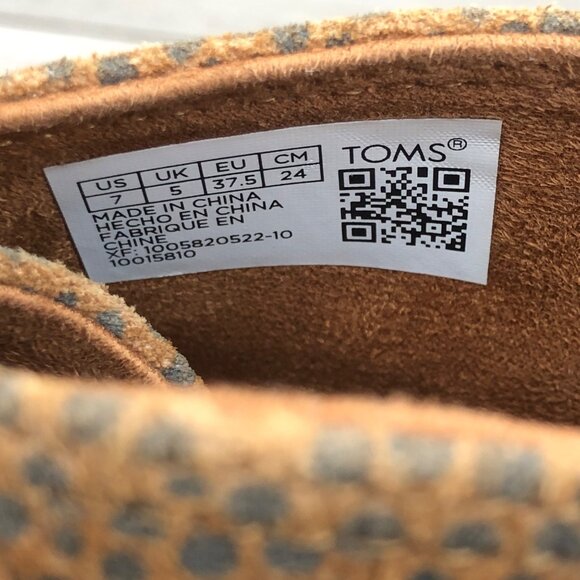 US UK EU CM
7 5 37.5 24
MADE IN CHINA
HECHO EN CHINA
FABRIQUE EN
CHINE
XF: 1005820522-10
10015810
TOMS®